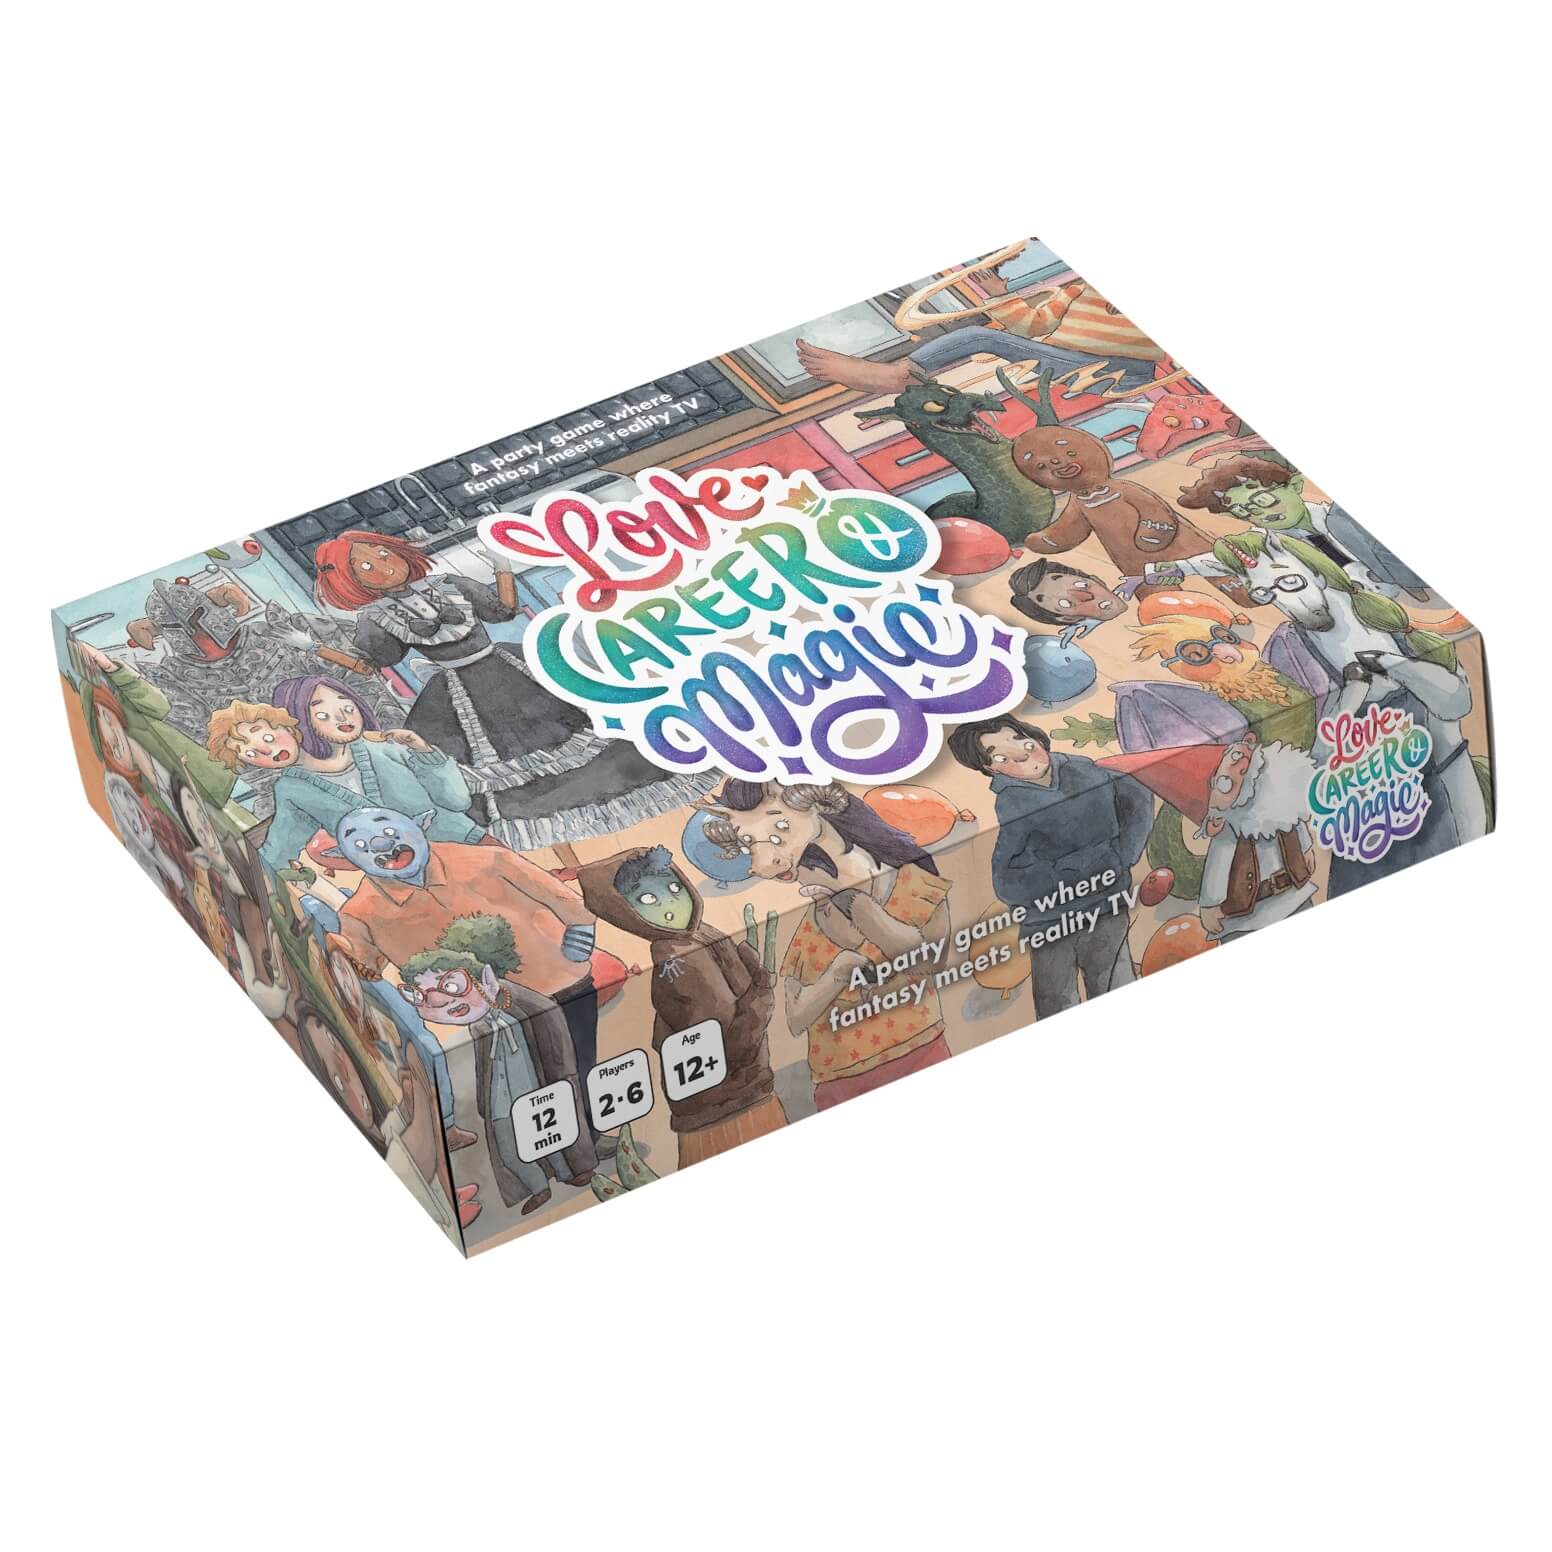 A party game where
fantasy meets reality TV
Love
CAREER &
Magic
Love
CAREER &
Magic
A party game where
fantasy meets reality TV
Time
12
min
Players
2-6
Age
12+